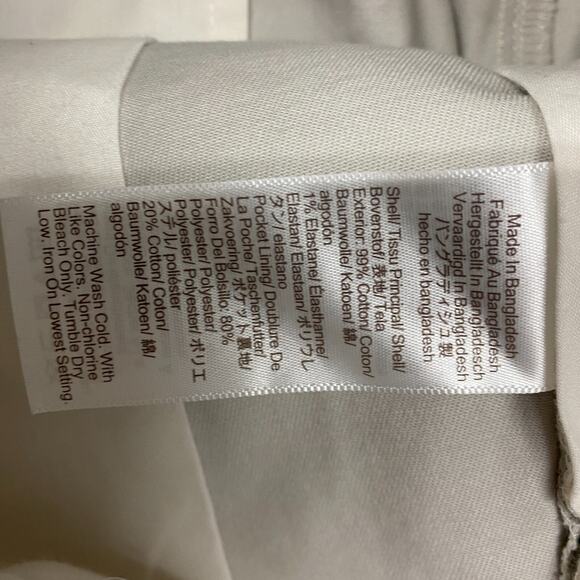 Made In Bangladesh
Fabriqué Au Bangladesh
Hergestellt In Bangladesch
Vervaardigd In Bangladesh
バングラディシュ製
hecho en bangladesh
Shell/ Tissu Principal/ Shell/
Bovenstof/ 表地/ Tela
Exterior: 99% Cotton/ Coton/
Baumwolle/ Katoen/ 綿/
algodón
1% Elastane/ Élasthanne/
Elastan/ Elastaan/ ポリウレ
タン/ elastano
Pocket Lining/ Doublure De
La Poche/ Taschenfutter/
Zakvoering/ ポケット裏地/
Forro Del Bolsillo: 80%
Polyester/ Polyester/
Polyester/ Polyester/ ポリエ
ステル/ poliéster
20% Cotton/ Coton/
Baumwolle/ Katoen/ 綿/
algodón
Machine Wash Cold. With
Like Colors. Non-chlorine
Bleach Only. Tumble Dry
Low. Iron On Lowest Setting.